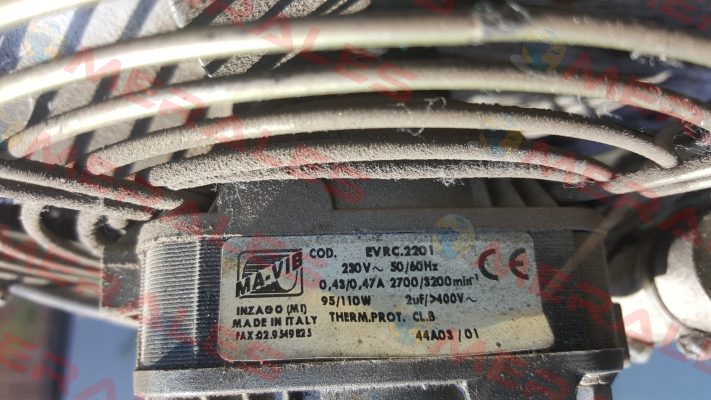 MA-VIB
COD. EVRC.2201
230V~ 50/60Hz
0,43/0,47A 2700/3200min⁻¹
95/110W 2uF/>400V~
THERM.PROT. CL.B
44A03/01
CE
INZAGO (MI)
MADE IN ITALY
FAX:02.9549825
MERALES